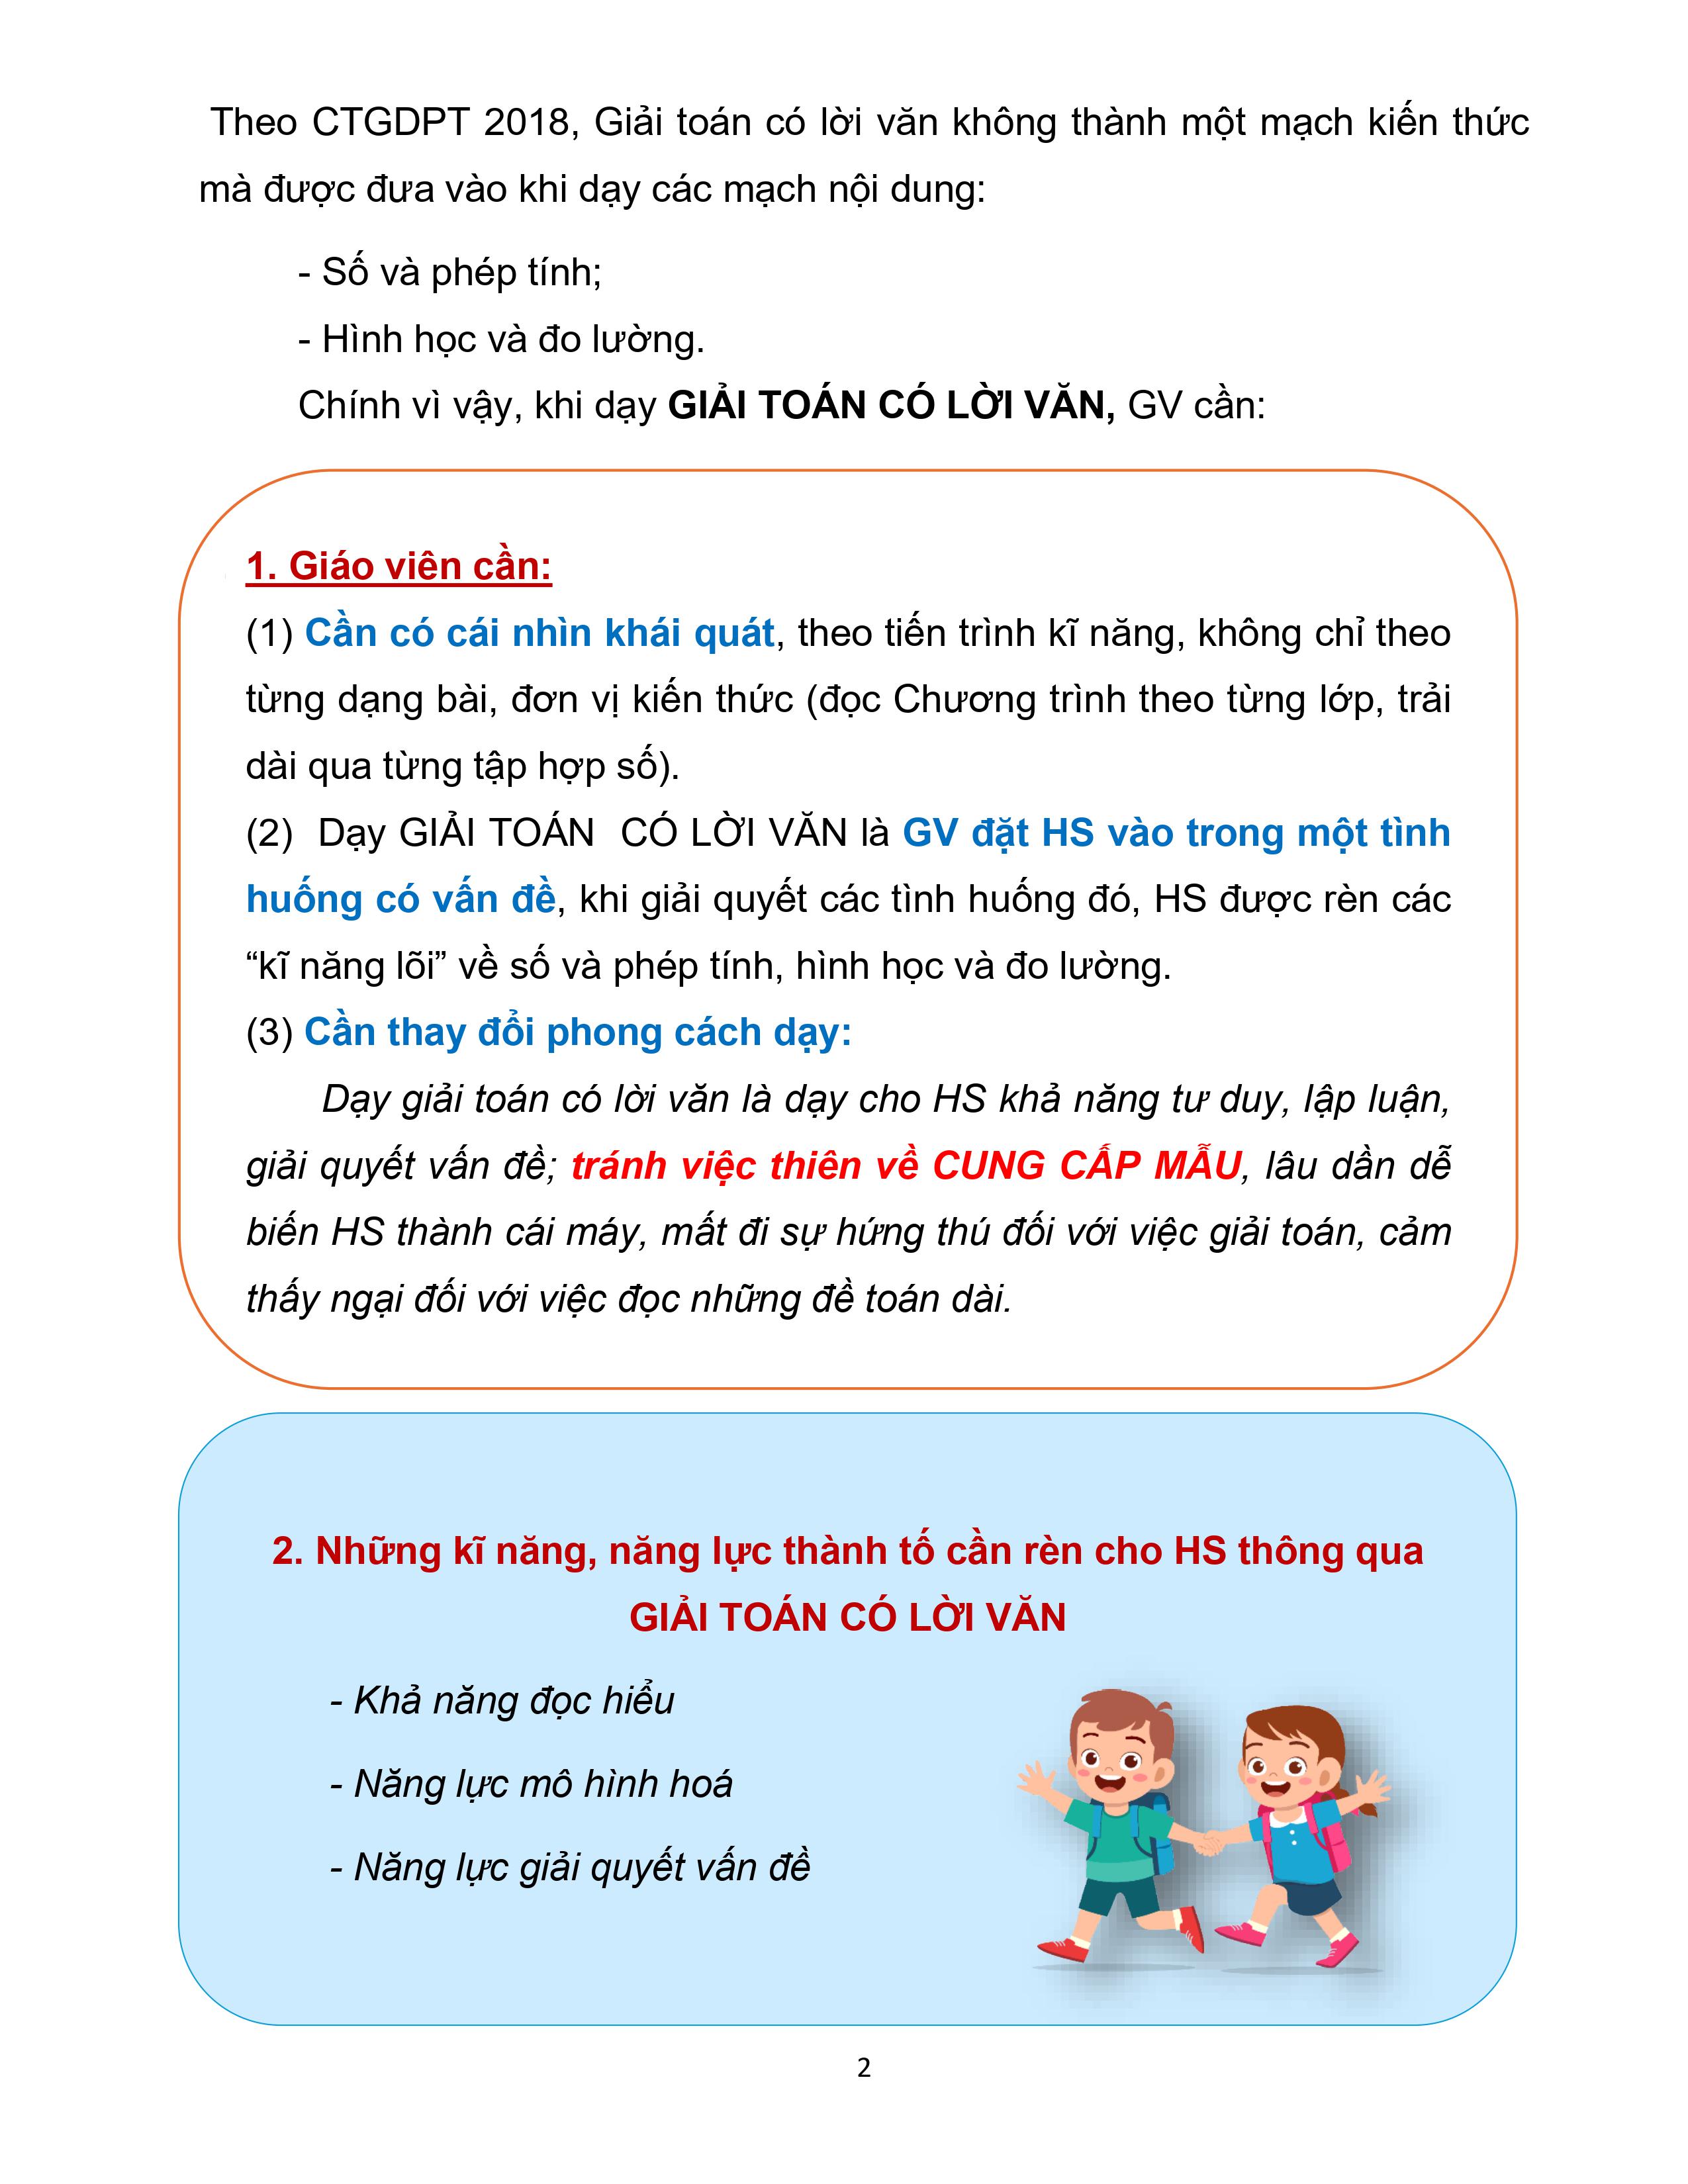 Theo CTGDPT 2018, Giải toán có lời văn không thành một mạch kiến thức
mà được đưa vào khi dạy các mạch nội dung:
- Số và phép tính;
- Hình học và đo lường.
Chính vì vậy, khi dạy GIẢI TOÁN CÓ LỜI VĂN, GV cần:
1. Giáo viên cần:
(1) Cần có cái nhìn khái quát, theo tiến trình kĩ năng, không chỉ theo
từng dạng bài, đơn vị kiến thức (đọc Chương trình theo từng lớp, trải
dài qua từng tập hợp số).
(2) Dạy GIẢI TOÁN CÓ LỜI VĂN là GV đặt HS vào trong một tình
huống có vấn đề, khi giải quyết các tình huống đó, HS được rèn các
“kĩ năng lõi” về số và phép tính, hình học và đo lường.
(3) Cần thay đổi phong cách dạy:
Dạy giải toán có lời văn là dạy cho HS khả năng tư duy, lập luận,
giải quyết vấn đề; tránh việc thiên về CUNG CẤP MẪU, lâu dần dễ
biến HS thành cái máy, mất đi sự hứng thú đối với việc giải toán, cảm
thấy ngại đối với việc đọc những đề toán dài.
2. Những kĩ năng, năng lực thành tố cần rèn cho HS thông qua
GIẢI TOÁN CÓ LỜI VĂN
- Khả năng đọc hiểu
- Năng lực mô hình hoá
- Năng lực giải quyết vấn đề
2